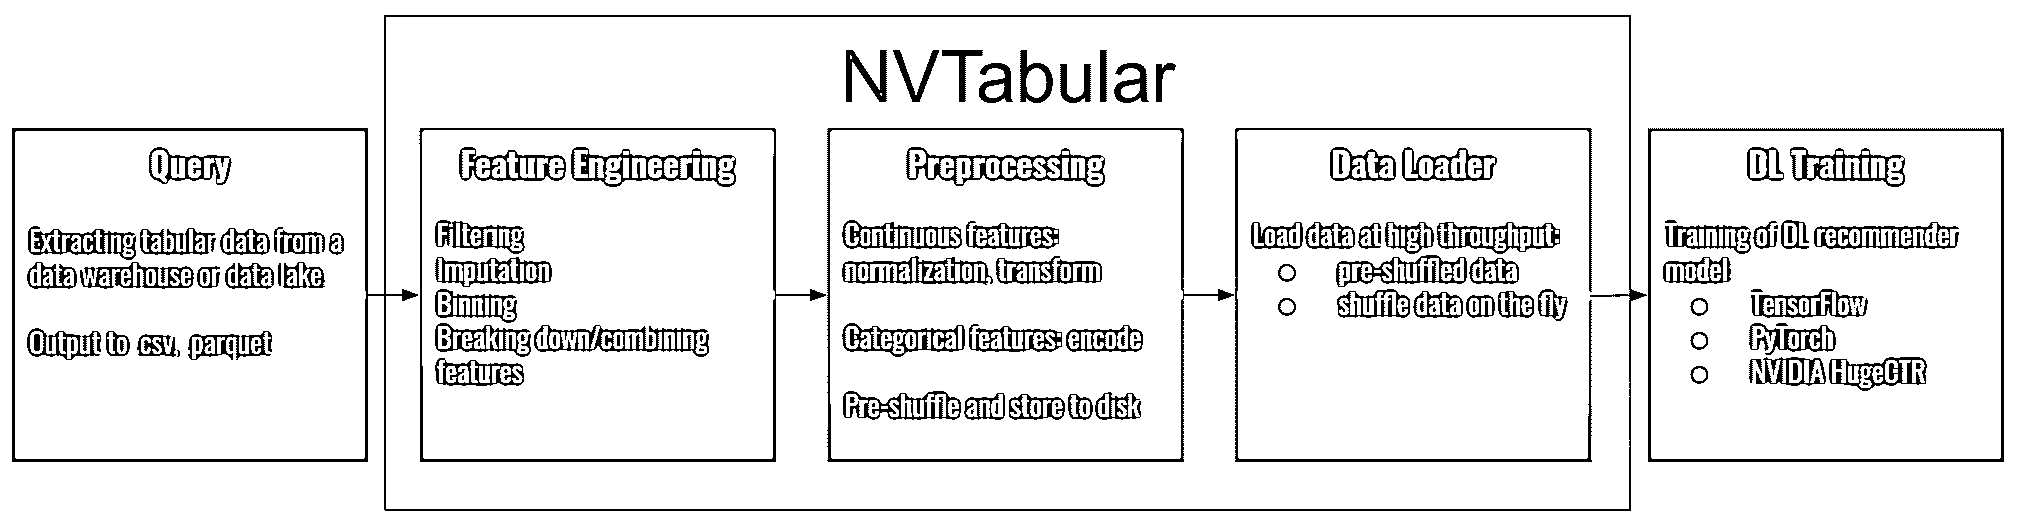 NVTabular
Query
Extracting tabular data from a
data warehouse or data lake
Output to .csv, .parquet
Feature Engineering
Filtering
Imputation
Binning
Breaking down/combining
features
Preprocessing
Continuous features:
normalization, transform
Categorical features: encode
Pre-shuffle and store to disk
Data Loader
Load data at high throughput:
○ pre-shuffled data
○ shuffle data on the fly
DL Training
Training of DL recommender
model
○ TensorFlow
○ PyTorch
○ NVIDIA HugeCTR